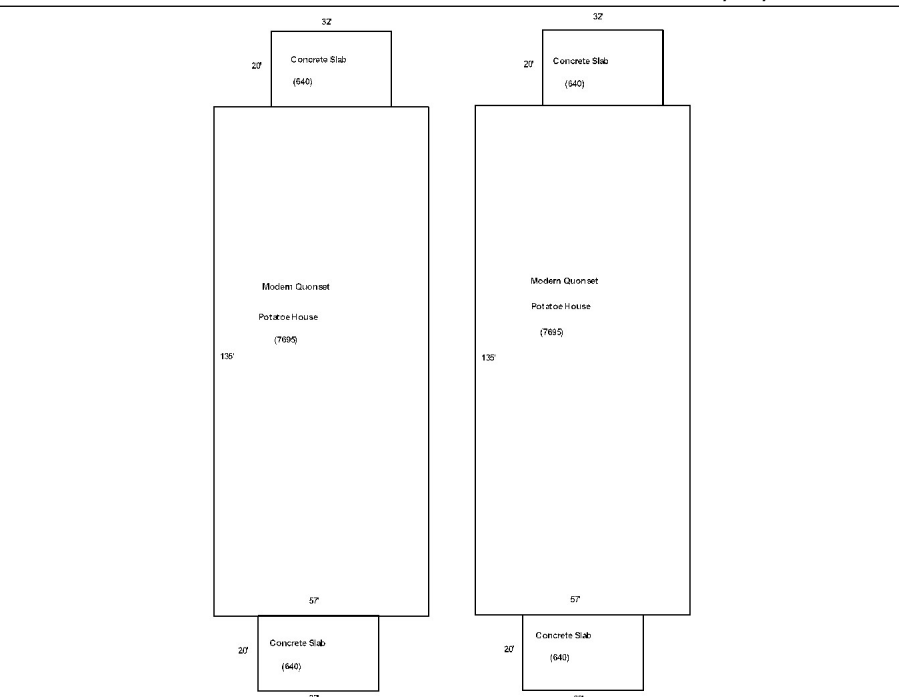 32'
32'
20'
Concrete Slab
(640)
20'
Concrete Slab
(640)
Modern Quonset
Potatoe House
(7695)
135'
Modern Quonset
Potatoe House
(7695)
135'
57'
57'
20'
Concrete Slab
(640)
20'
Concrete Slab
(640)